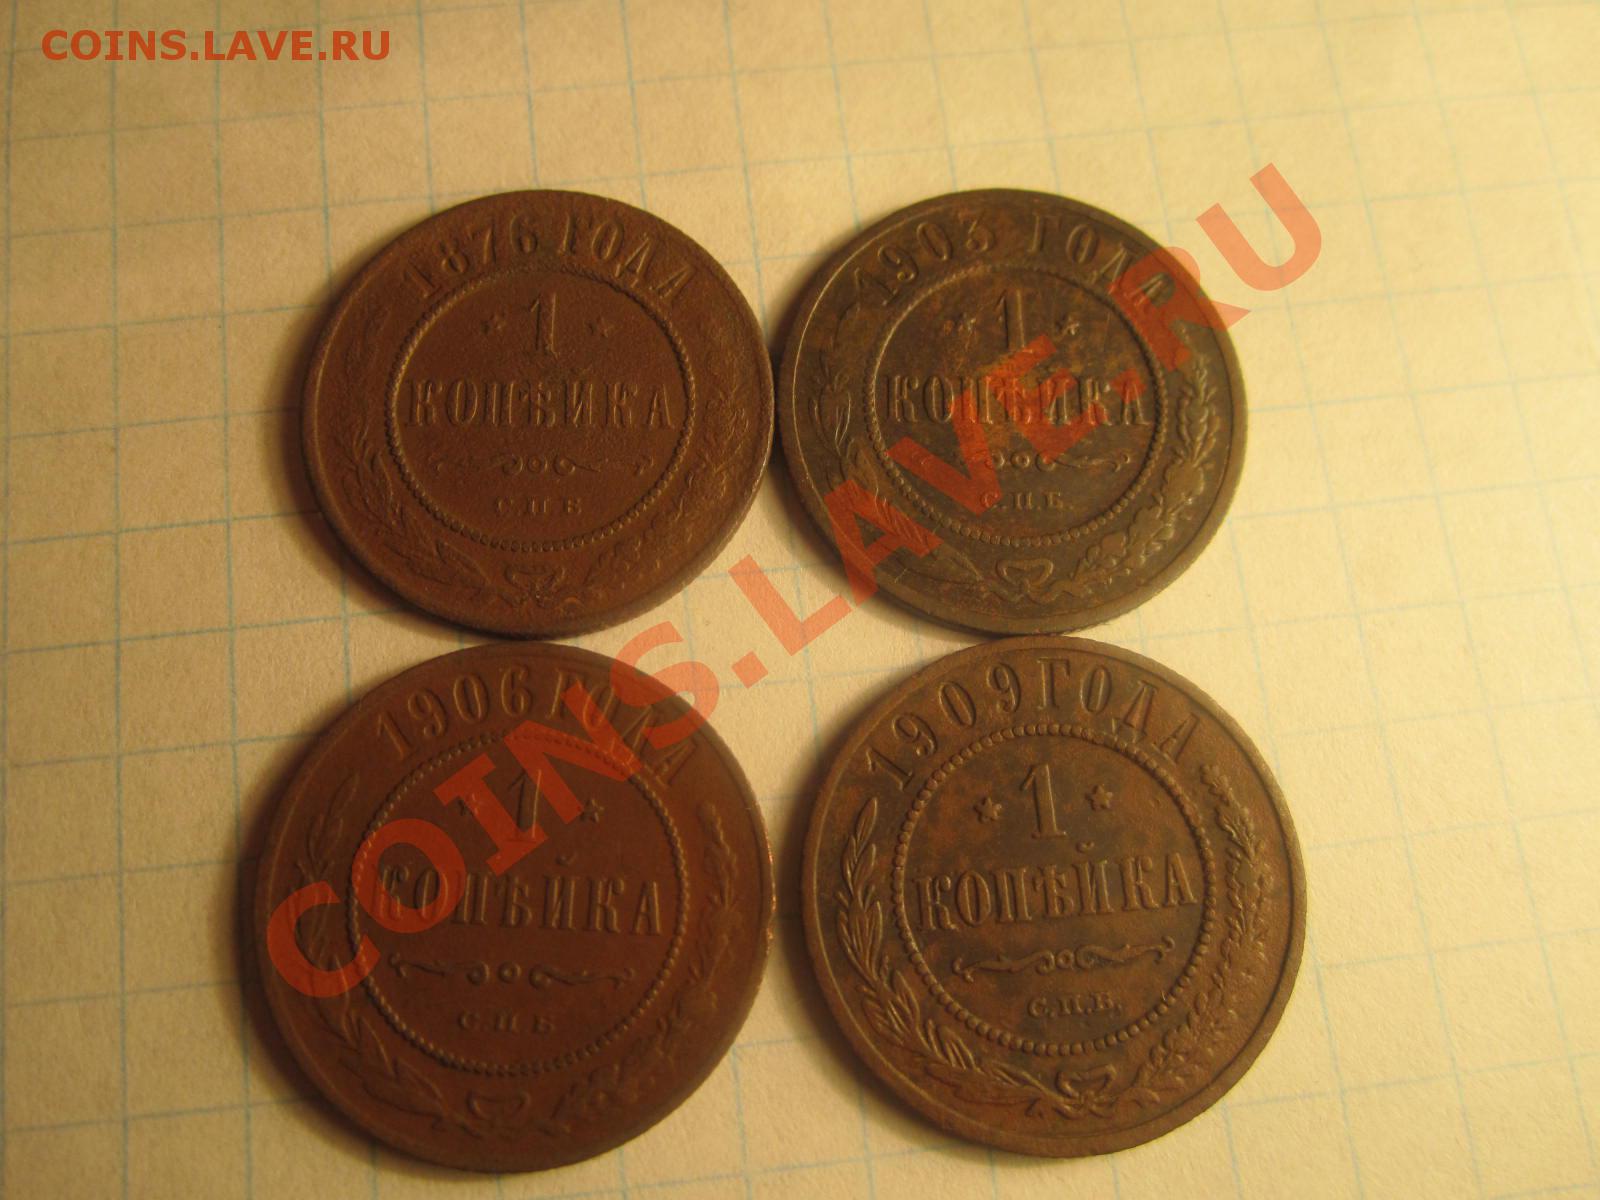 COINS.LAVE.RU
1876 ГОДА
1
КОПѢЙКА
С.П.Б
1903 ГОДА
1
КОПѢЙКА
С.П.Б.
1906 ГОДА
1
КОПѢЙКА
С.П.Б
1909 ГОДА
1
КОПѢЙКА
С.П.Б.
COINS.LAVE.RU